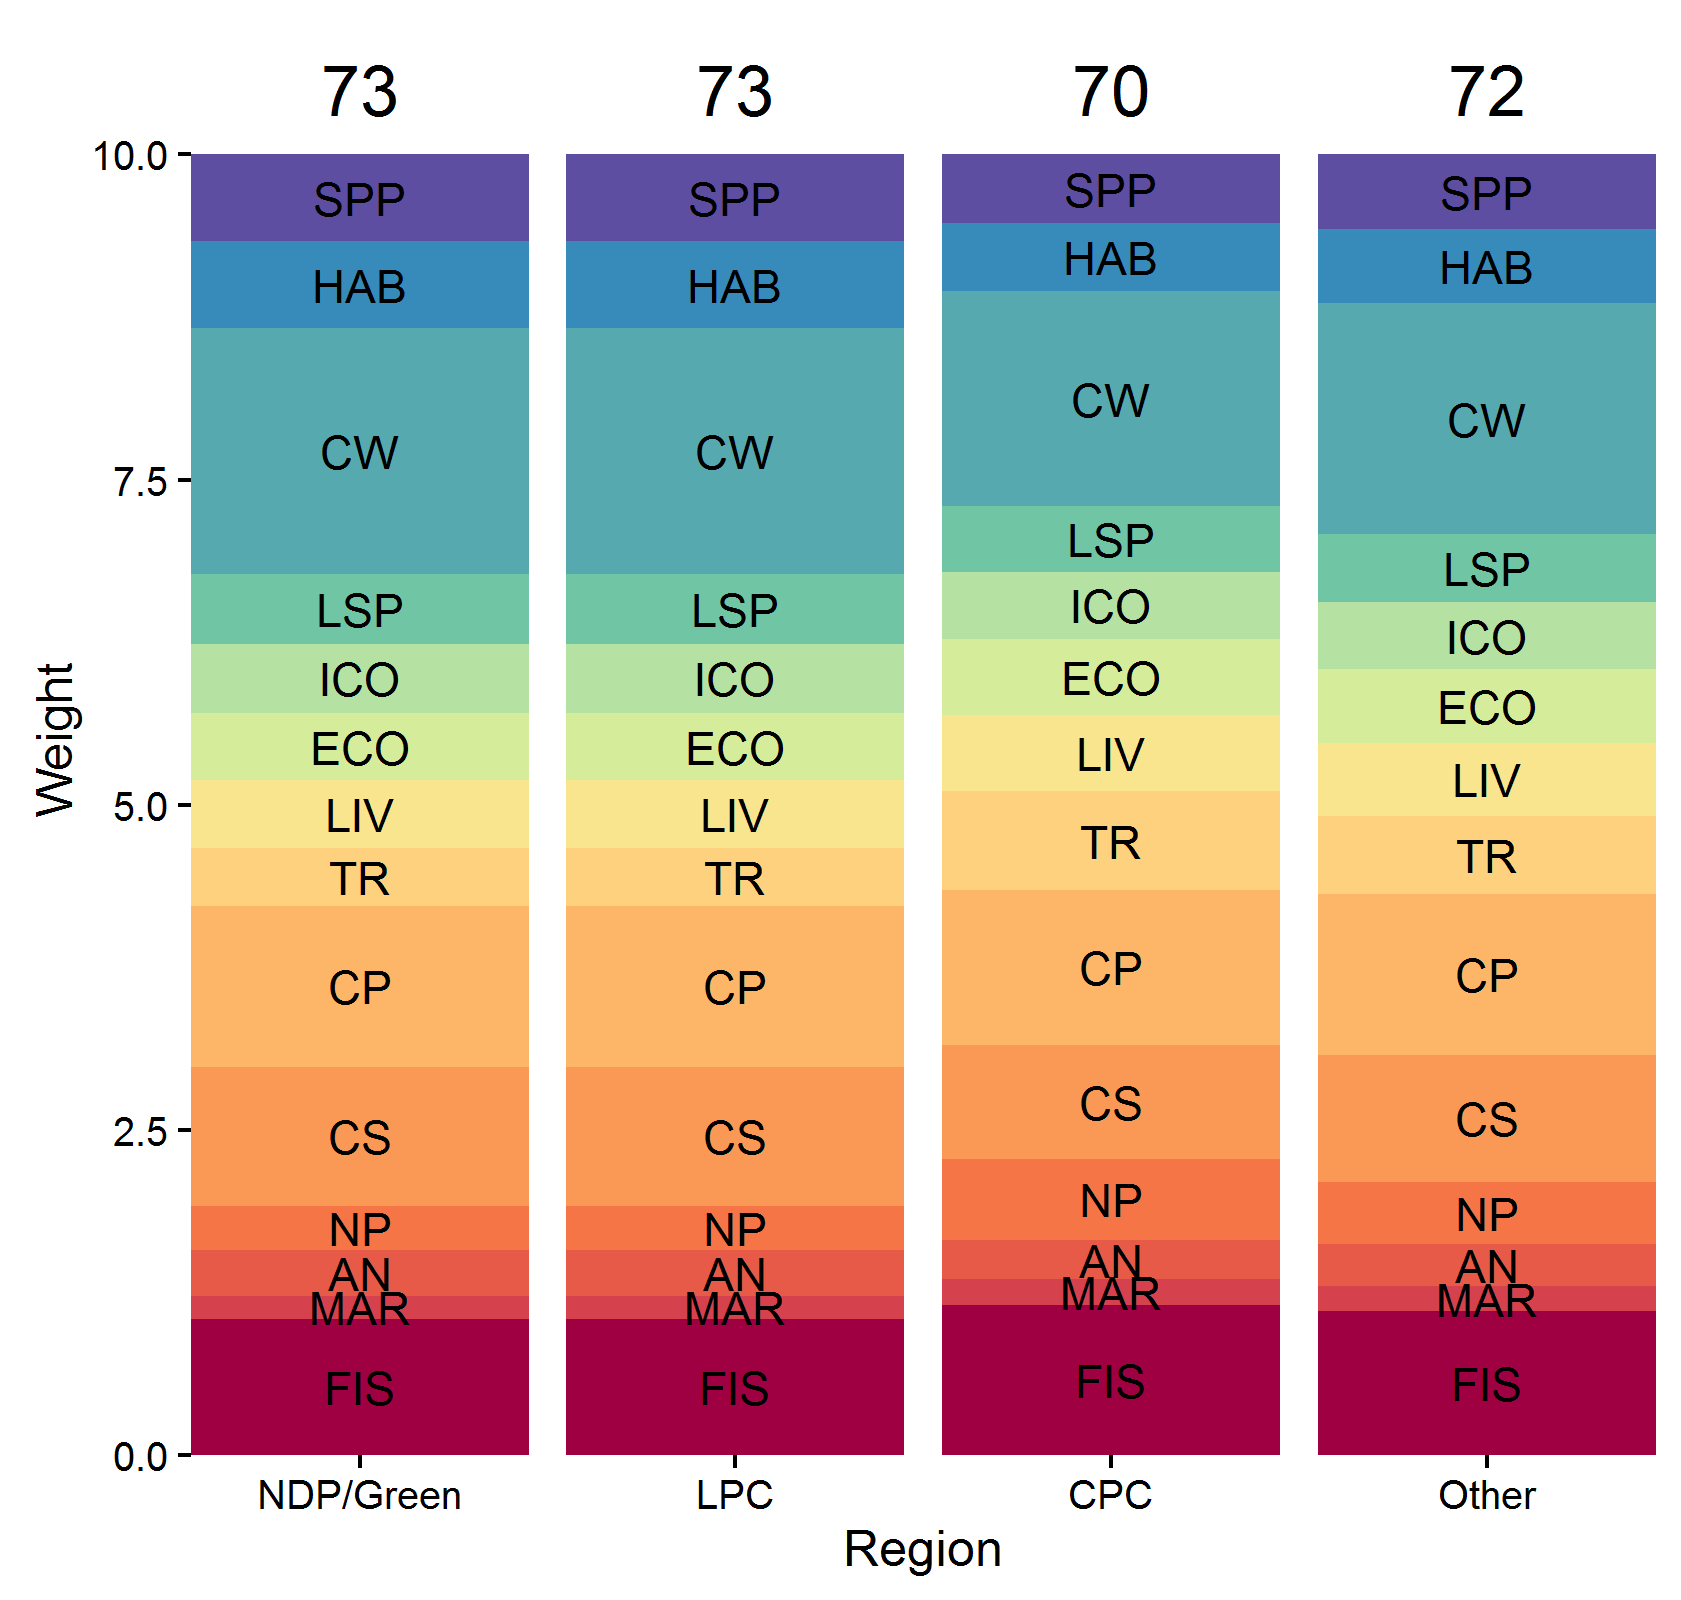 73 73 70 72
10.0
7.5
5.0
2.5
0.0
Weight
SPP SPP SPP SPP
HAB HAB HAB HAB
CW CW CW CW
LSP LSP LSP LSP
ICO ICO ICO ICO
ECO ECO ECO ECO
LIV LIV LIV LIV
TR TR TR TR
CP CP CP CP
CS CS CS CS
NP NP NP NP
AN AN AN AN
MAR MAR MAR MAR
FIS FIS FIS FIS
NDP/Green LPC CPC Other
Region